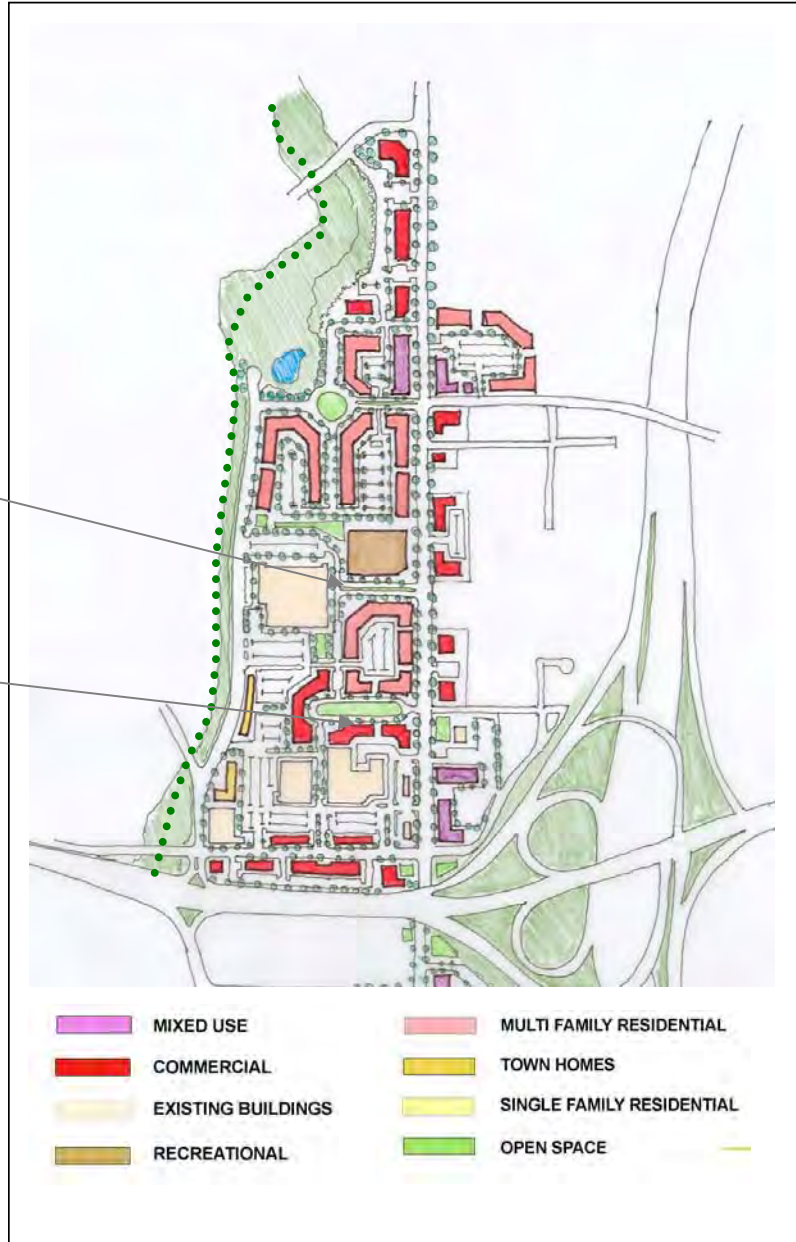 MIXED USE
COMMERCIAL
EXISTING BUILDINGS
RECREATIONAL
MULTI FAMILY RESIDENTIAL
TOWN HOMES
SINGLE FAMILY RESIDENTIAL
OPEN SPACE